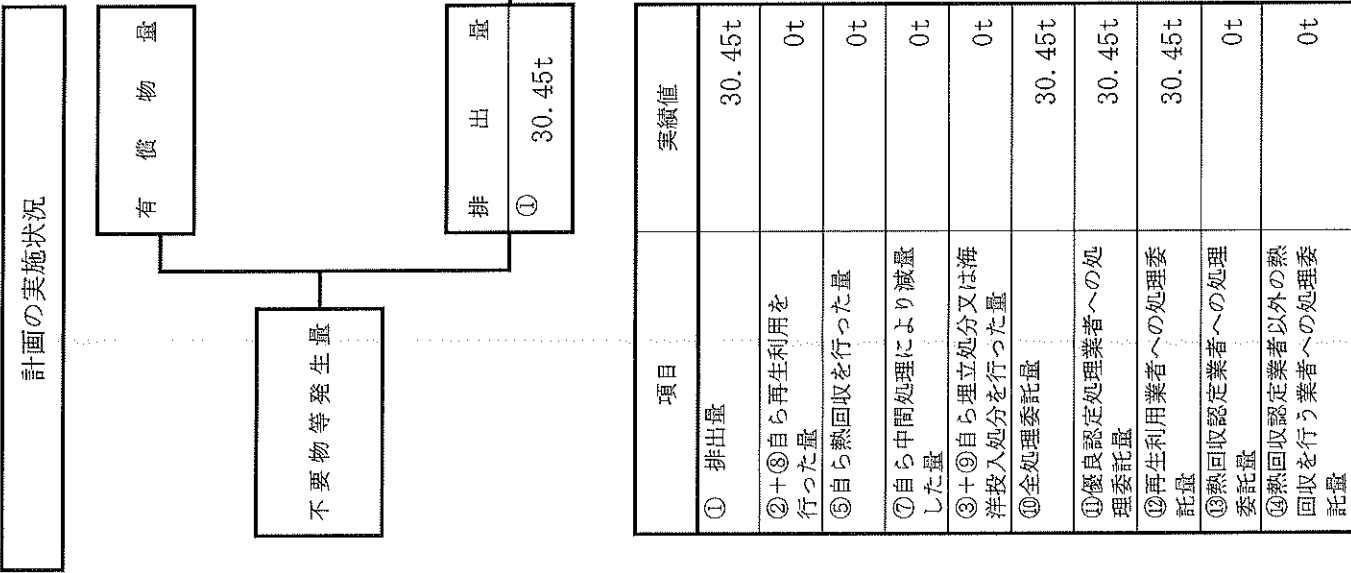 計画の実施状況
有償物量
不要物等発生量
排出量
① 30.45t
項目 実績値
① 排出量 30.45t
②+⑧自ら再生利用を
行った量 0t
⑤自ら熱回収を行った量 0t
⑦自ら中間処理により減量
した量 0t
③+⑨自ら埋立処分又は海
洋投入処分を行った量 0t
⑩全処理委託量 30.45t
⑪優良認定処理業者への処
理委託量 30.45t
⑫再生利用業者への処理委
託量 30.45t
⑬熱回収認定業者への処理
委託量 0t
⑭熱回収認定業者以外の熱
回収を行う業者への処理委
託量 0t